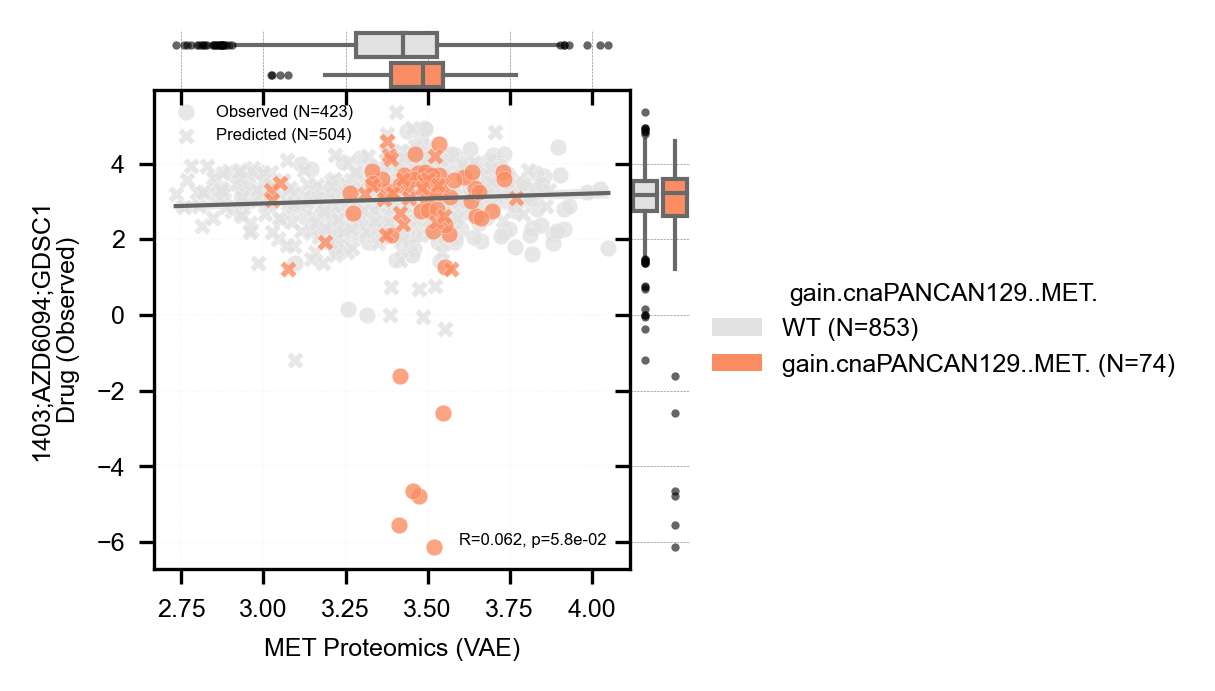 Observed (N=423)
Predicted (N=504)
4
2
0
−2
−4
−6
1403;AZD6094;GDSC1
Drug (Observed)
R=0.062, p=5.8e-02
2.75 3.00 3.25 3.50 3.75 4.00
MET Proteomics (VAE)
gain.cnaPANCAN129..MET.
WT (N=853)
gain.cnaPANCAN129..MET. (N=74)